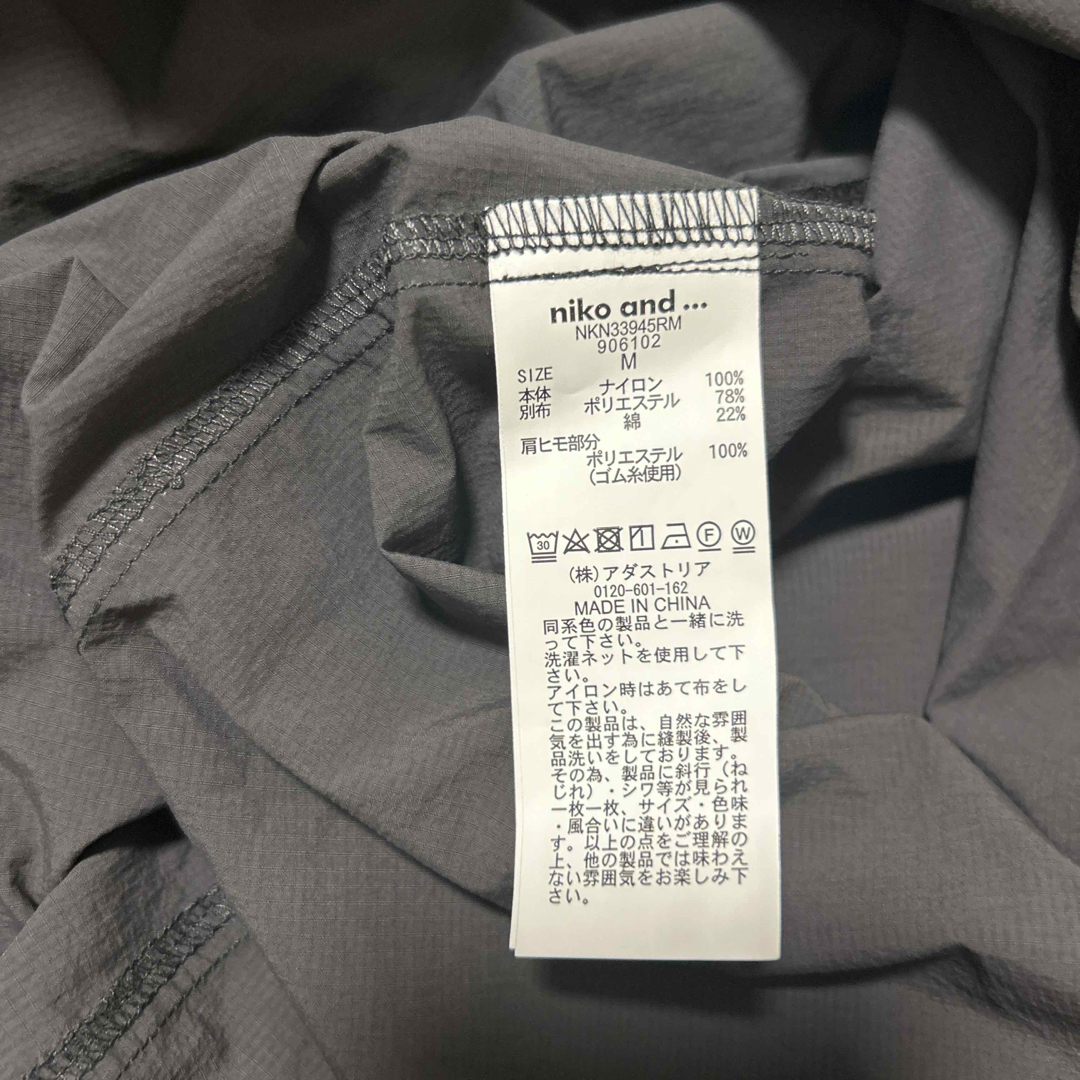 niko and ...
NKN33945RM
906102
M
SIZE
本体 ナイロン 100%
別布 ポリエステル 78%
綿 22%
肩ヒモ部分
ポリエステル 100%
(ゴム糸使用)
30 1 F W
(株)アダストリア
0120-601-162
MADE IN CHINA
同系色の製品と一緒に洗
って下さい。
洗濯ネットを使用して下
さい。
アイロン時はあて布をし
て下さい。
この製品は、自然な雰囲
気を出す為に縫製後、製
品洗いをしております。
その為、製品に斜行(ね
じれ)・シワ等が見られ
一枚一枚、サイズ・色味
・風合いに違いがありま
す。以上の点をご理解の
上、他の製品では味わえ
ない雰囲気をお楽しみ下
さい。